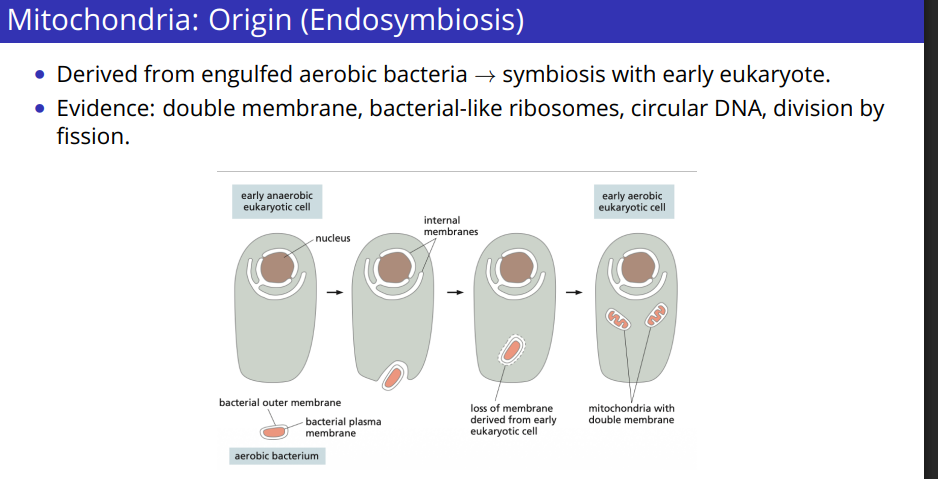 Mitochondria: Origin (Endosymbiosis)
• Derived from engulfed aerobic bacteria → symbiosis with early eukaryote.
• Evidence: double membrane, bacterial-like ribosomes, circular DNA, division by
fission.
early anaerobic
eukaryotic cell
early aerobic
eukaryotic cell
nucleus
internal
membranes
bacterial outer membrane
bacterial plasma
membrane
aerobic bacterium
loss of membrane
derived from early
eukaryotic cell
mitochondria with
double membrane